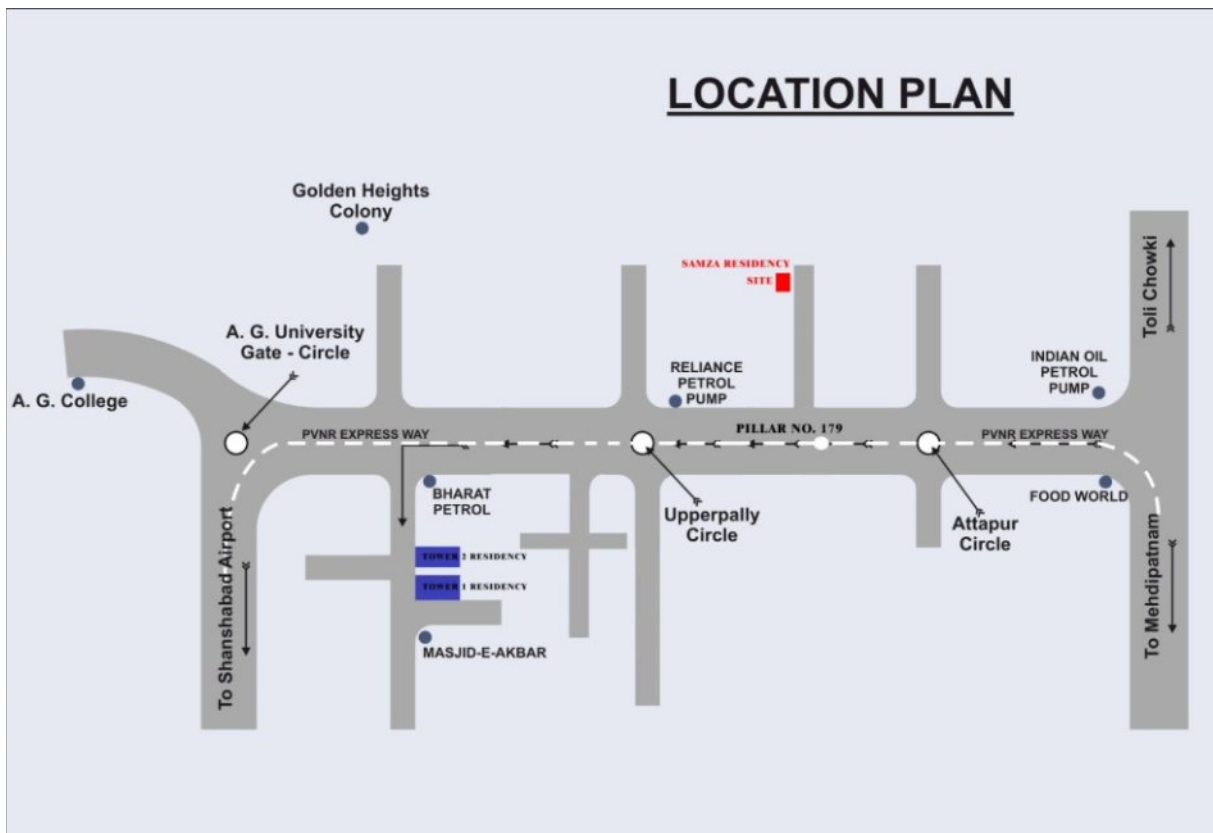 LOCATION PLAN
Golden Heights
Colony
SAMZA RESIDENCY
SITE
Toli Chowki
A. G. University
Gate - Circle
A. G. College
RELIANCE
PETROL
PUMP
INDIAN OIL
PETROL
PUMP
PVNR EXPRESS WAY
PILLAR NO. 179
PVNR EXPRESS WAY
BHARAT
PETROL
Upperpally
Circle
Attapur
Circle
FOOD WORLD
To Shanshabad Airport
TOWER 2 RESIDENCY
TOWER 1 RESIDENCY
MASJID-E-AKBAR
To Mehdipatnam